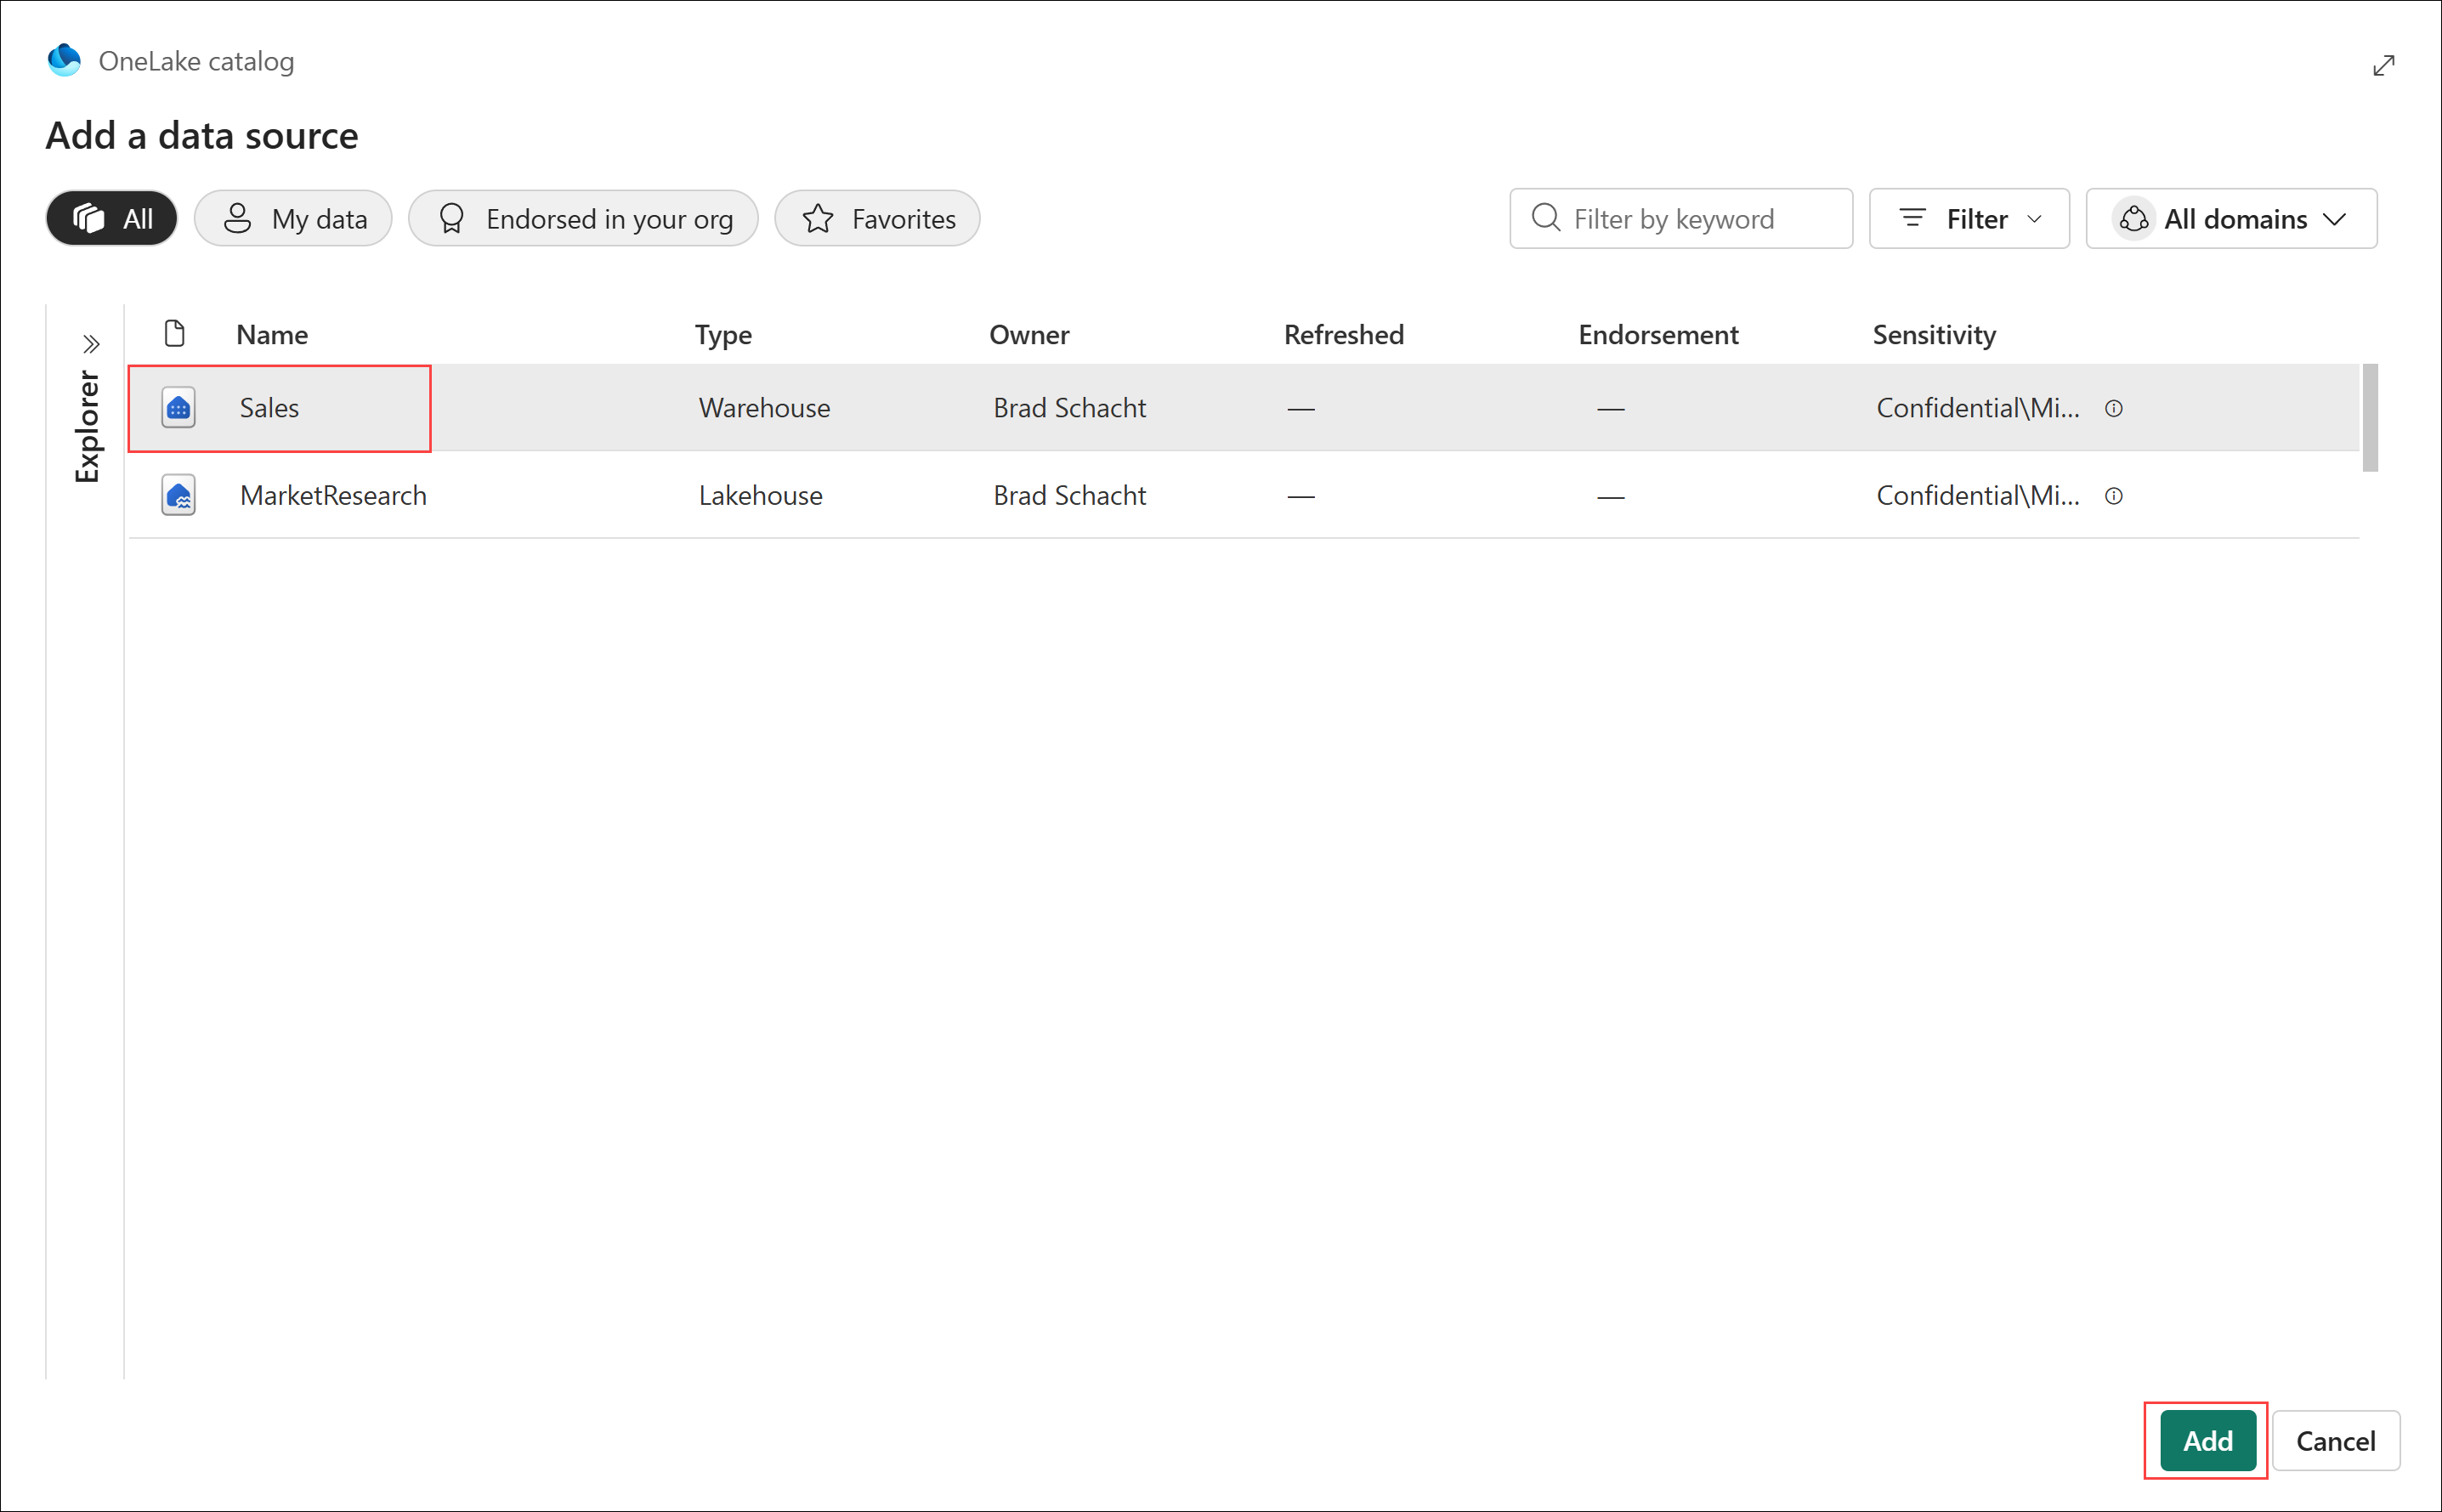 OneLake catalog
Add a data source
All My data Endorsed in your org Favorites Filter by keyword Filter All domains
Explorer
Name Type Owner Refreshed Endorsement Sensitivity
Sales Warehouse Brad Schacht — — Confidential\Mi...
MarketResearch Lakehouse Brad Schacht — — Confidential\Mi...
Add Cancel